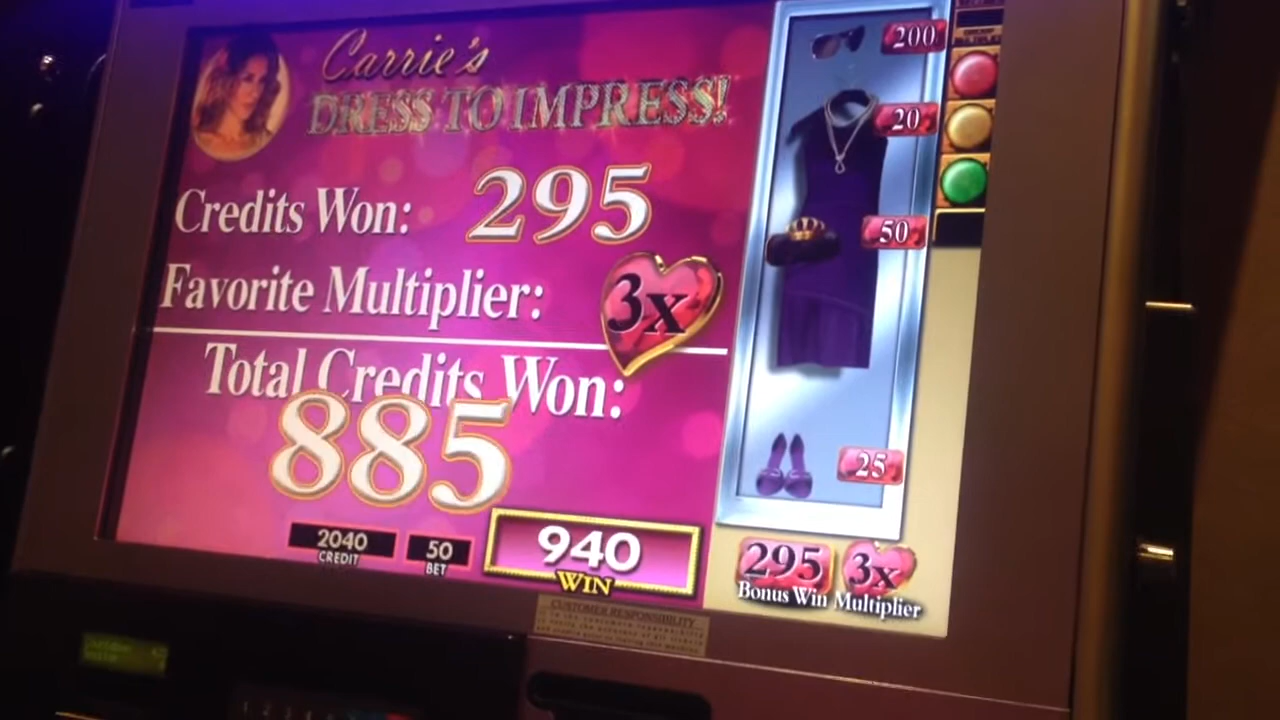 Carrie's
DRESS TO IMPRESS!
Credits Won: 295
Favorite Multiplier: 3x
Total Credits Won:
885
2040
CREDIT
50
BET
940
WIN
200
20
50
25
295 3x
Bonus Win Multiplier
CUSTOMER RESPONSIBILITY